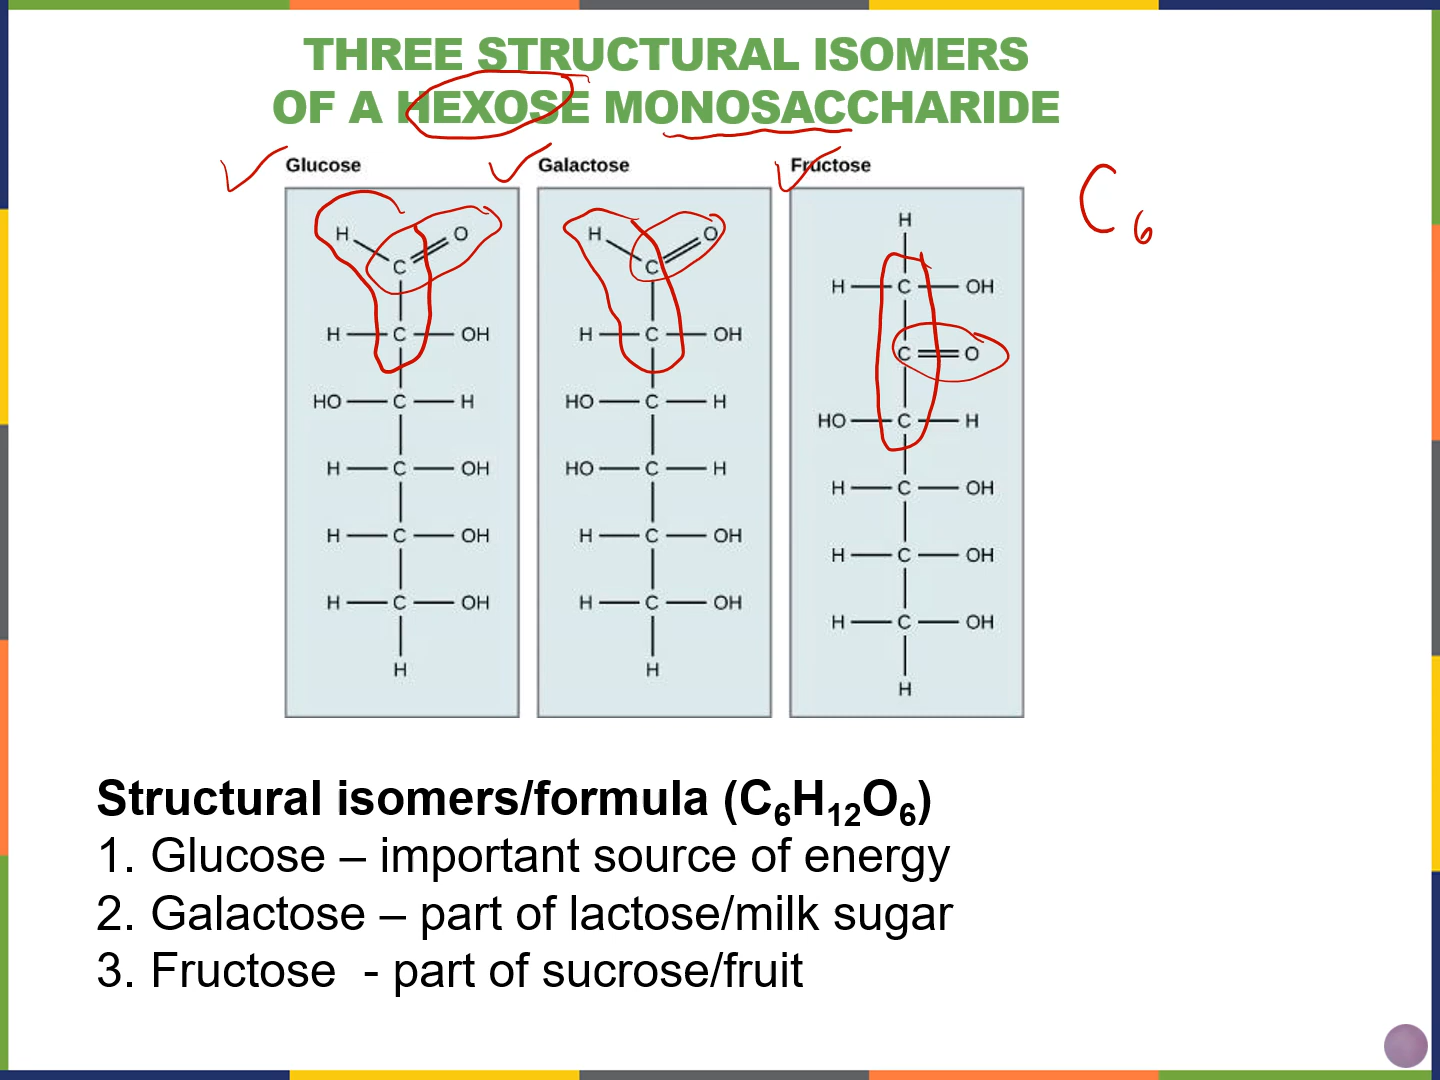 THREE STRUCTURAL ISOMERS
OF A HEXOSE MONOSACCHARIDE
Glucose
H O
C
H C OH
HO C H
H C OH
H C OH
H C OH
H
Galactose
H O
C
H C OH
HO C H
HO C H
H C OH
H C OH
H
Fructose
H
H C OH
C O
HO C H
H C OH
H C OH
H C OH
H
C6
Structural isomers/formula (C6H12O6)
1. Glucose – important source of energy
2. Galactose – part of lactose/milk sugar
3. Fructose - part of sucrose/fruit